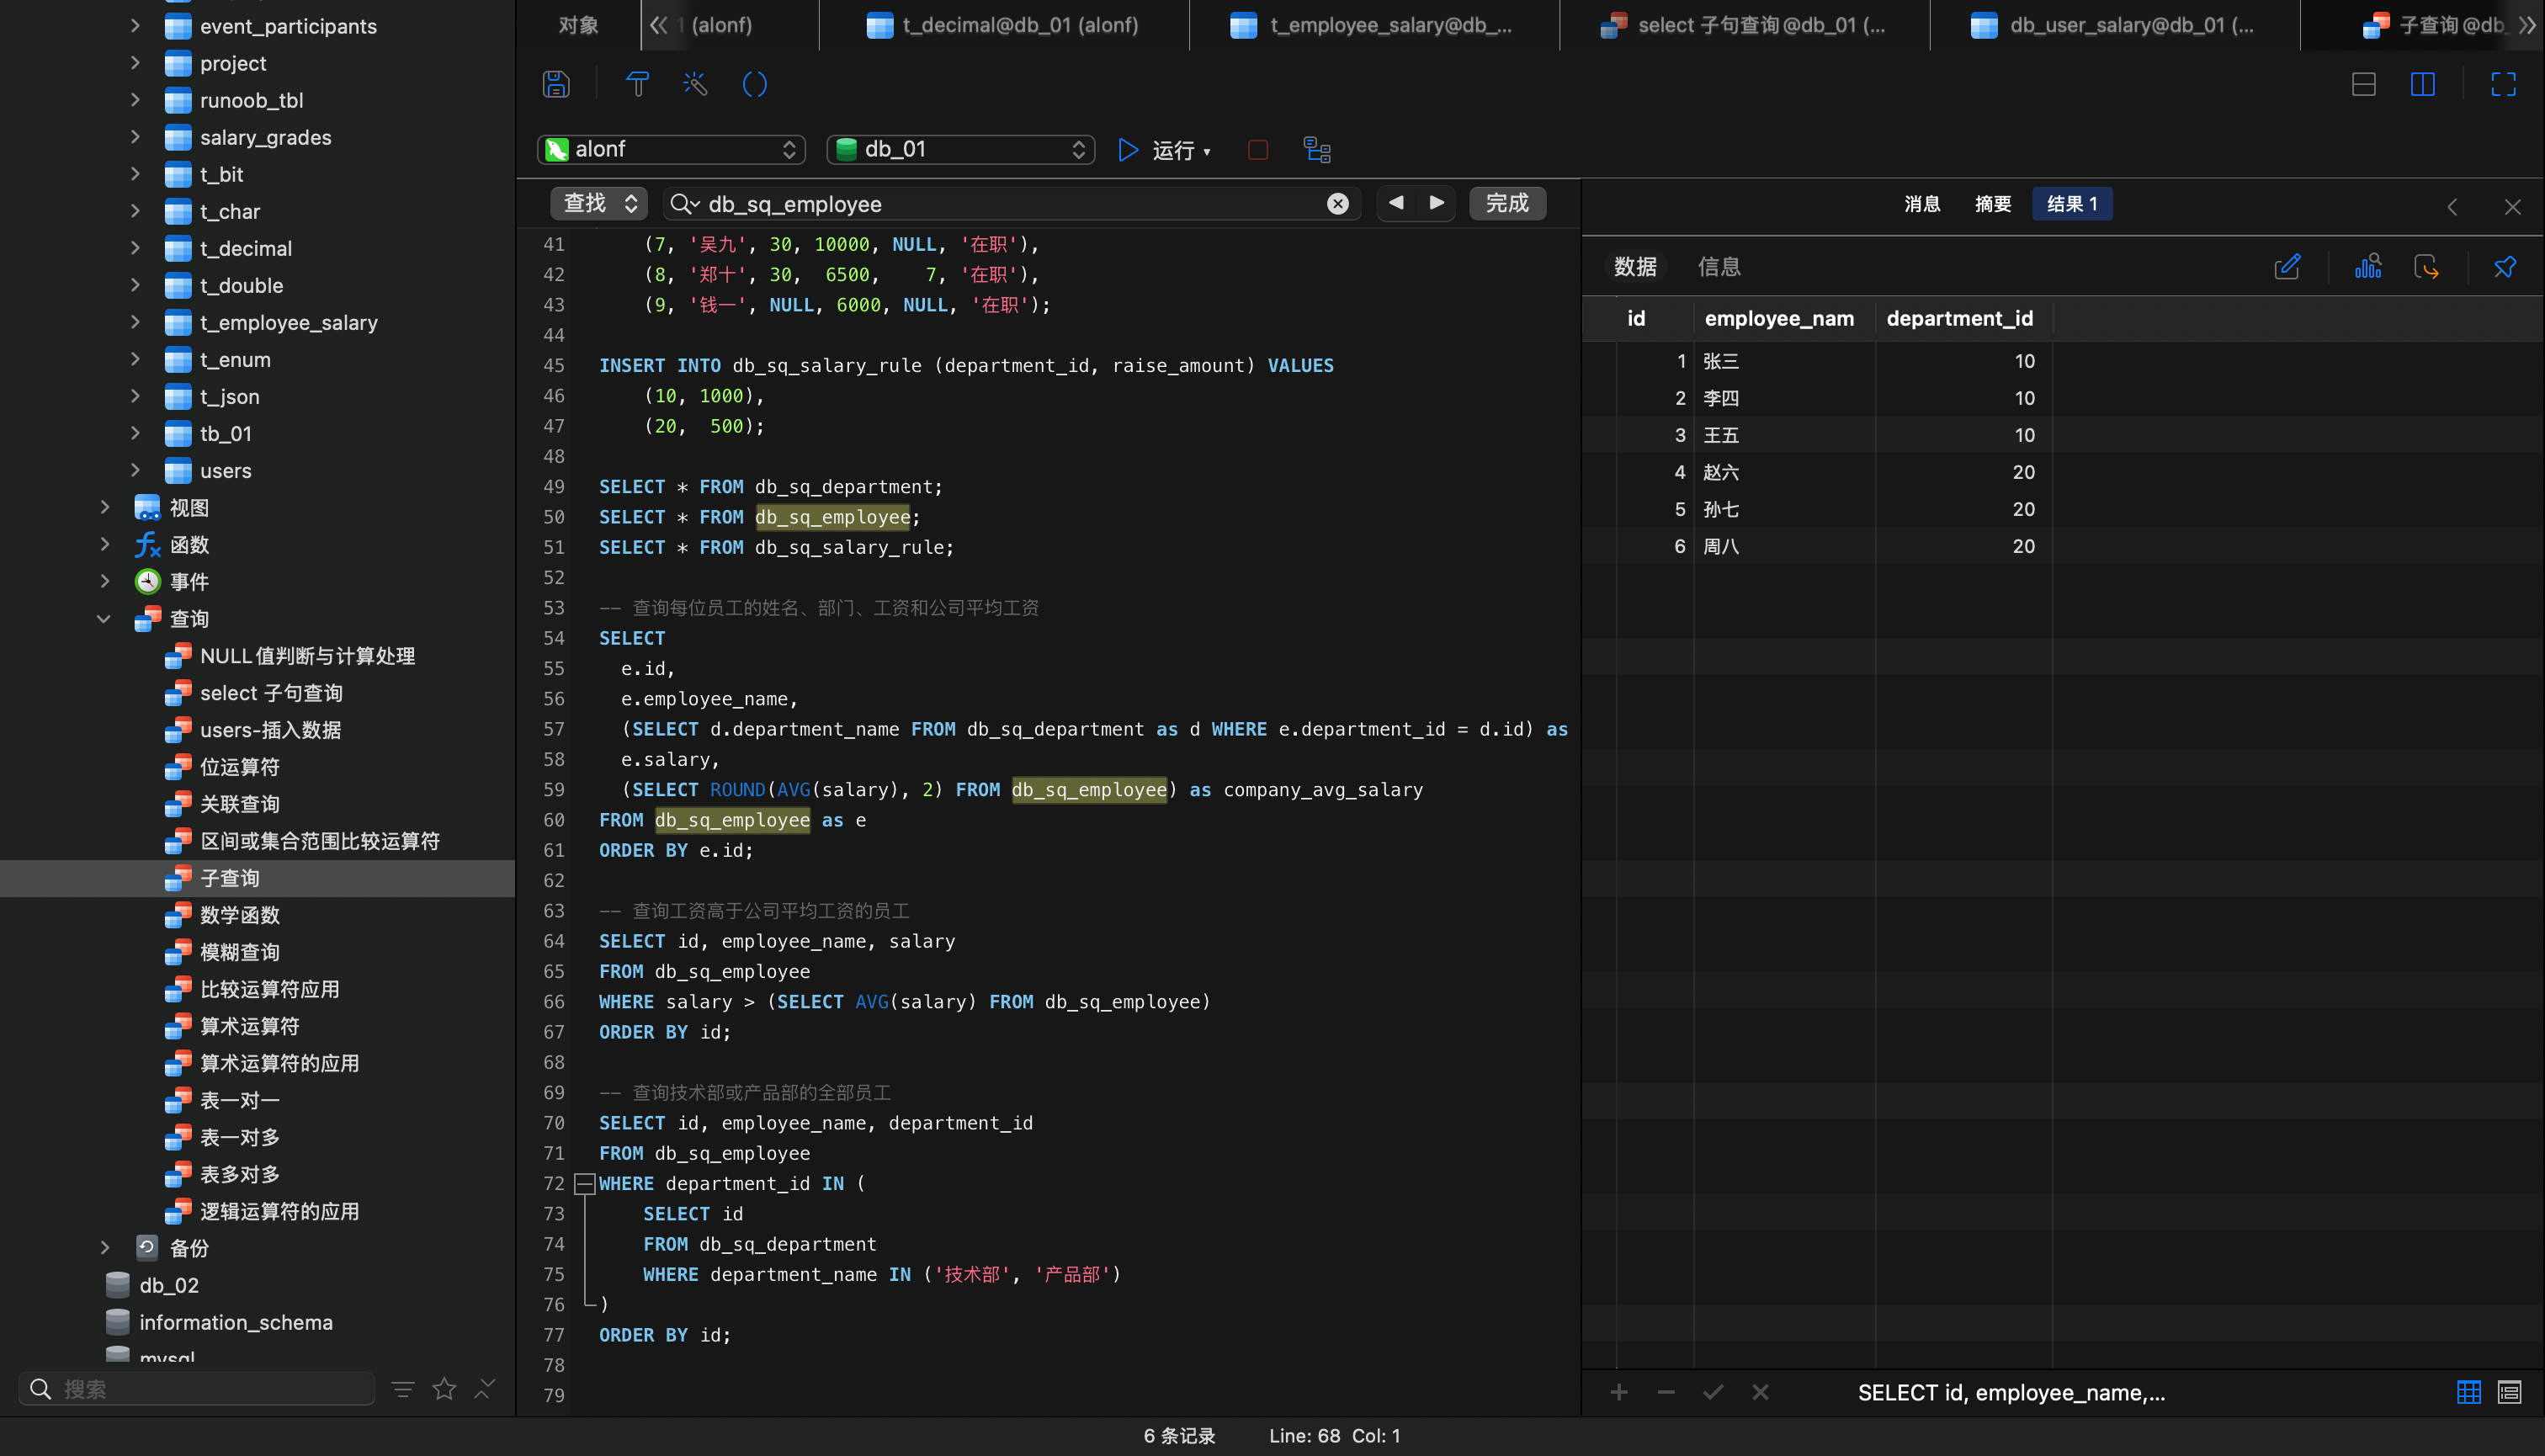 event_participants
project
runoob_tbl
salary_grades
t_bit
t_char
t_decimal
t_double
t_employee_salary
t_enum
t_json
tb_01
users
视图
函数
事件
查询
NULL值判断与计算处理
select 子句查询
users-插入数据
位运算符
关联查询
区间或集合范围比较运算符
子查询
数学函数
模糊查询
比较运算符应用
算术运算符
算术运算符的应用
表一对一
表一对多
表多对多
逻辑运算符的应用
备份
db_02
information_schema
mysql
搜索
对象
1 (alonf)
t_decimal@db_01 (alonf)
t_employee_salary@db_...
select 子句查询@db_01 (...
db_user_salary@db_01 (...
子查询@db_
alonf
db_01
运行
查找
db_sq_employee
完成
41 (7, '吴九', 30, 10000, NULL, '在职'),
42 (8, '郑十', 30, 6500, 7, '在职'),
43 (9, '钱一', NULL, 6000, NULL, '在职');
44
45 INSERT INTO db_sq_salary_rule (department_id, raise_amount) VALUES
46 (10, 1000),
47 (20, 500);
48
49 SELECT * FROM db_sq_department;
50 SELECT * FROM db_sq_employee;
51 SELECT * FROM db_sq_salary_rule;
52
53 -- 查询每位员工的姓名、部门、工资和公司平均工资
54 SELECT
55 e.id,
56 e.employee_name,
57 (SELECT d.department_name FROM db_sq_department as d WHERE e.department_id = d.id) as
58 e.salary,
59 (SELECT ROUND(AVG(salary), 2) FROM db_sq_employee) as company_avg_salary
60 FROM db_sq_employee as e
61 ORDER BY e.id;
62
63 -- 查询工资高于公司平均工资的员工
64 SELECT id, employee_name, salary
65 FROM db_sq_employee
66 WHERE salary > (SELECT AVG(salary) FROM db_sq_employee)
67 ORDER BY id;
68
69 -- 查询技术部或产品部的全部员工
70 SELECT id, employee_name, department_id
71 FROM db_sq_employee
72 WHERE department_id IN (
73 SELECT id
74 FROM db_sq_department
75 WHERE department_name IN ('技术部', '产品部')
76 )
77 ORDER BY id;
78
79
消息 摘要 结果 1
数据 信息
id employee_nam department_id
1 张三 10
2 李四 10
3 王五 10
4 赵六 20
5 孙七 20
6 周八 20
SELECT id, employee_name,...
6 条记录 Line: 68 Col: 1